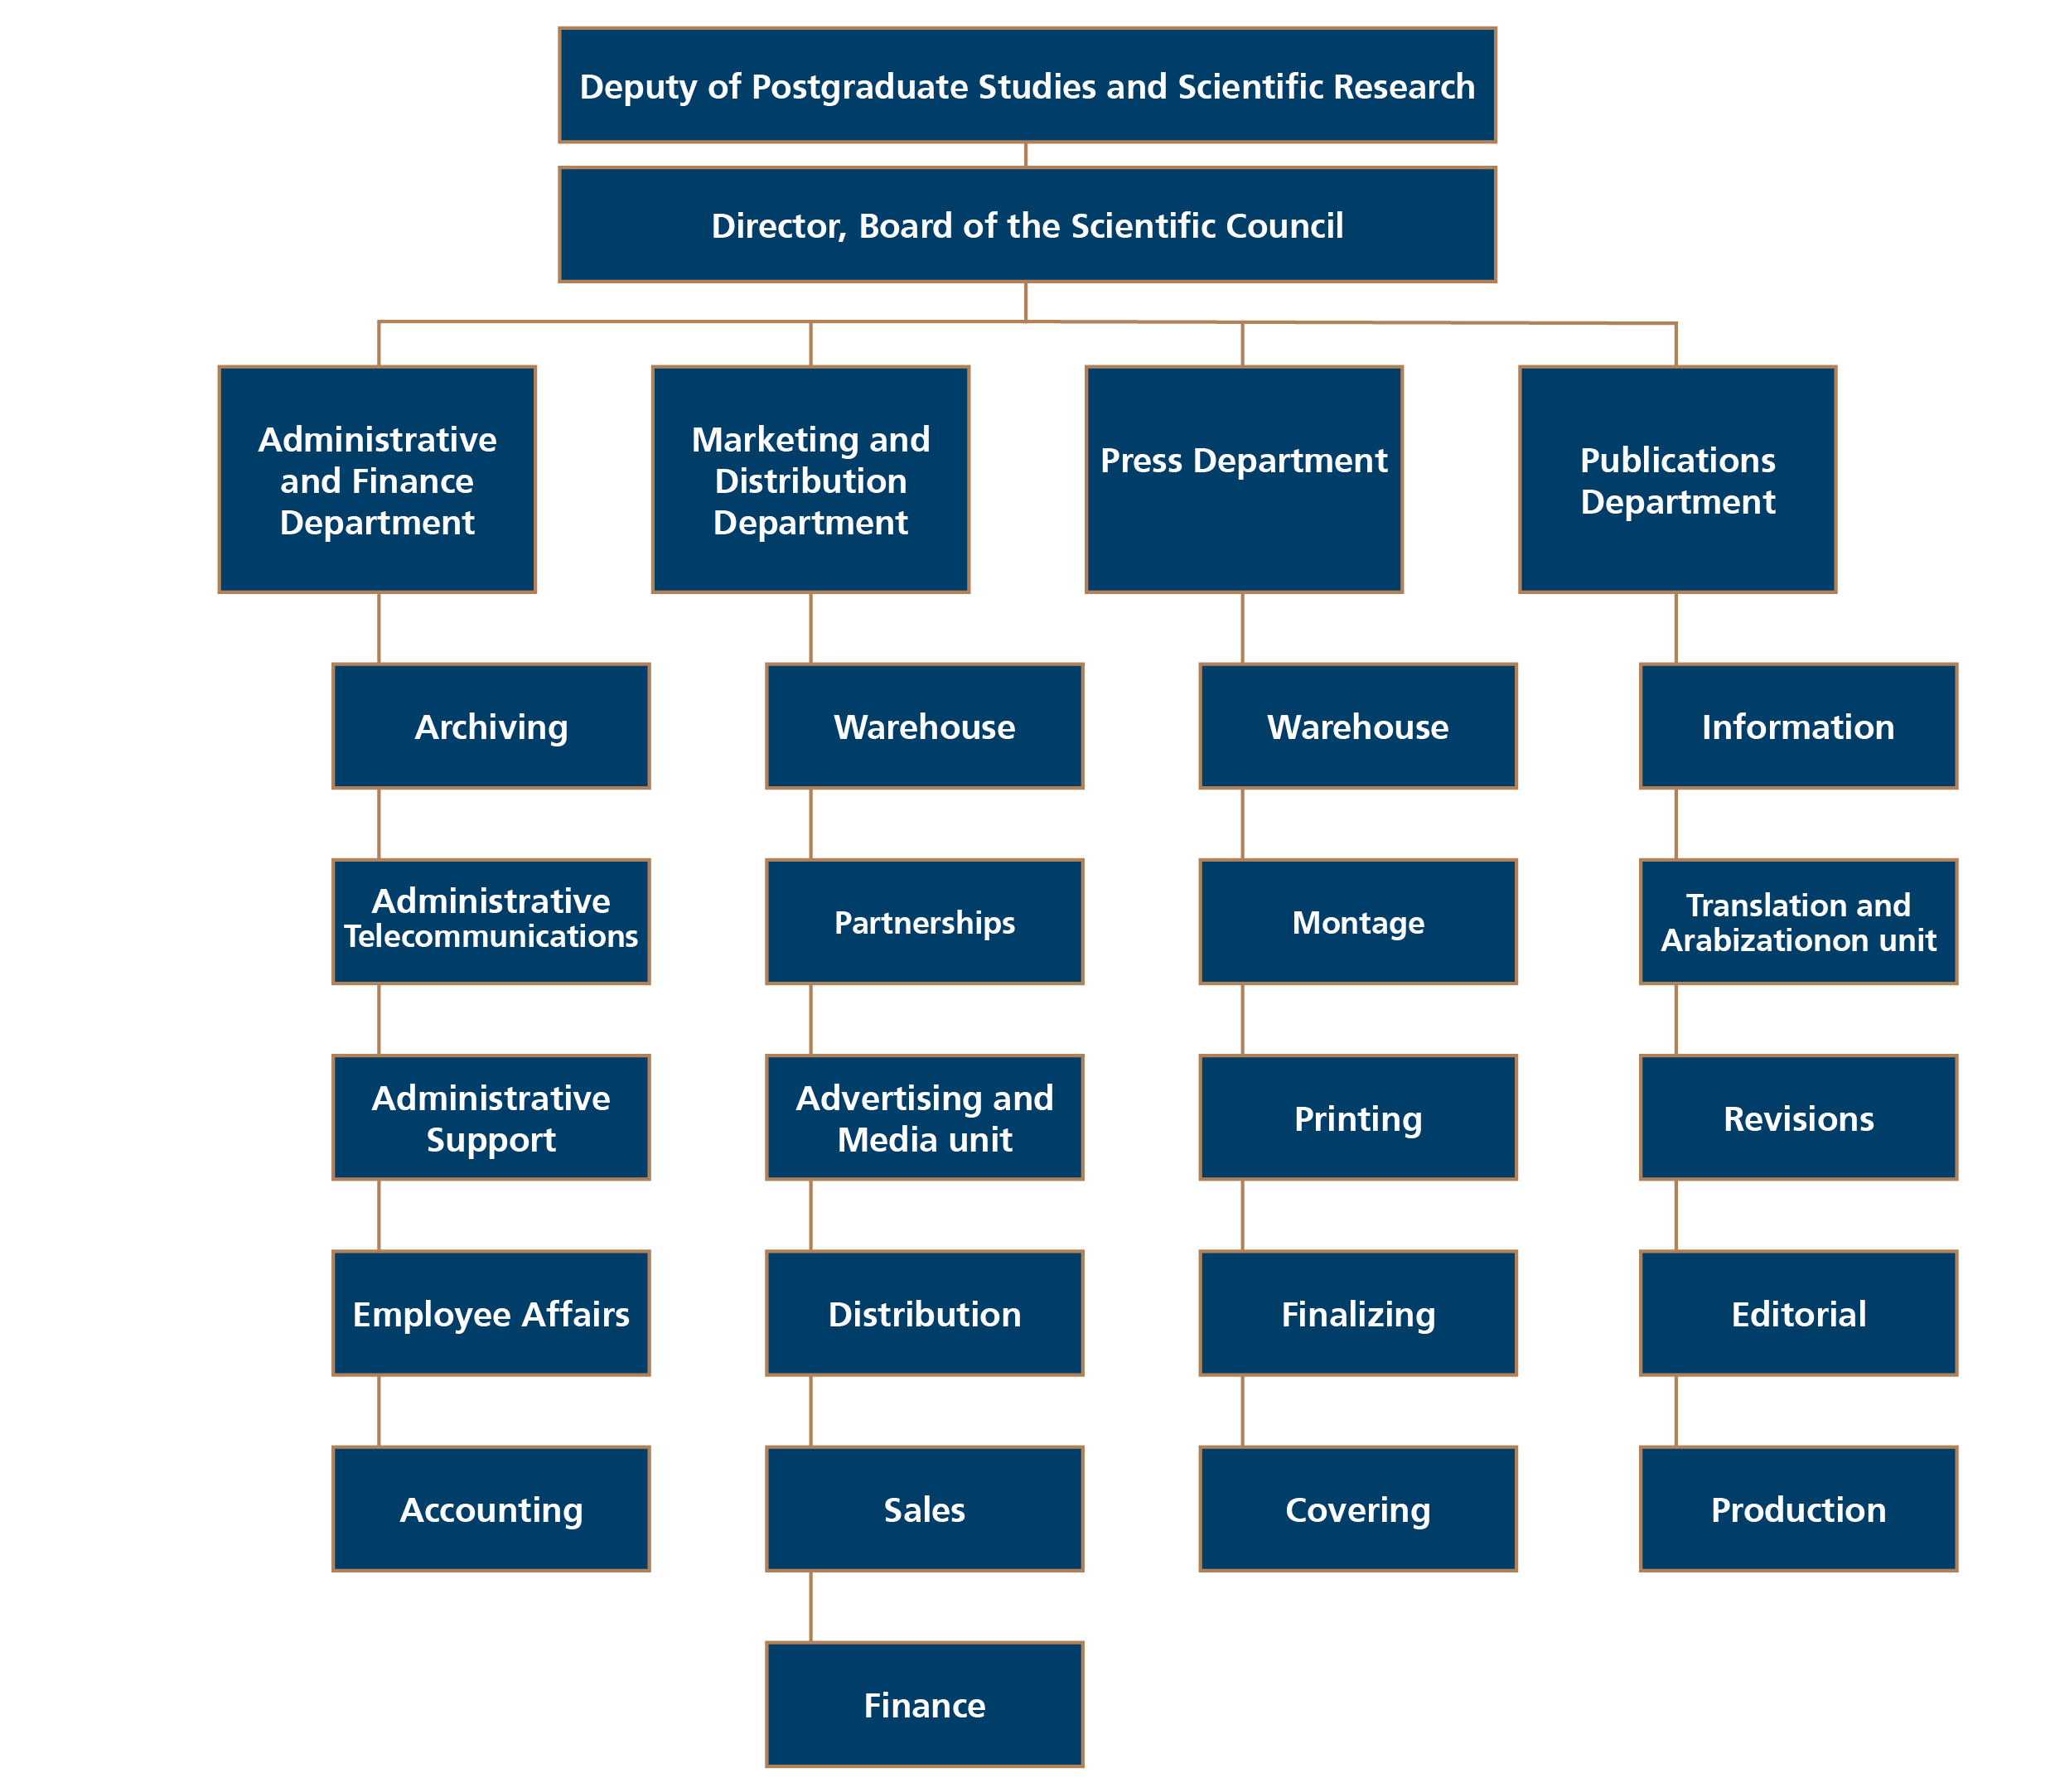 Deputy of Postgraduate Studies and Scientific Research
Director, Board of the Scientific Council
Administrative
and Finance
Department
Marketing and
Distribution
Department
Press Department
Publications
Department
Archiving
Warehouse
Warehouse
Information
Administrative
Telecommunications
Partnerships
Montage
Translation and
Arabizationon unit
Administrative
Support
Advertising and
Media unit
Printing
Revisions
Employee Affairs
Distribution
Finalizing
Editorial
Accounting
Sales
Covering
Production
Finance